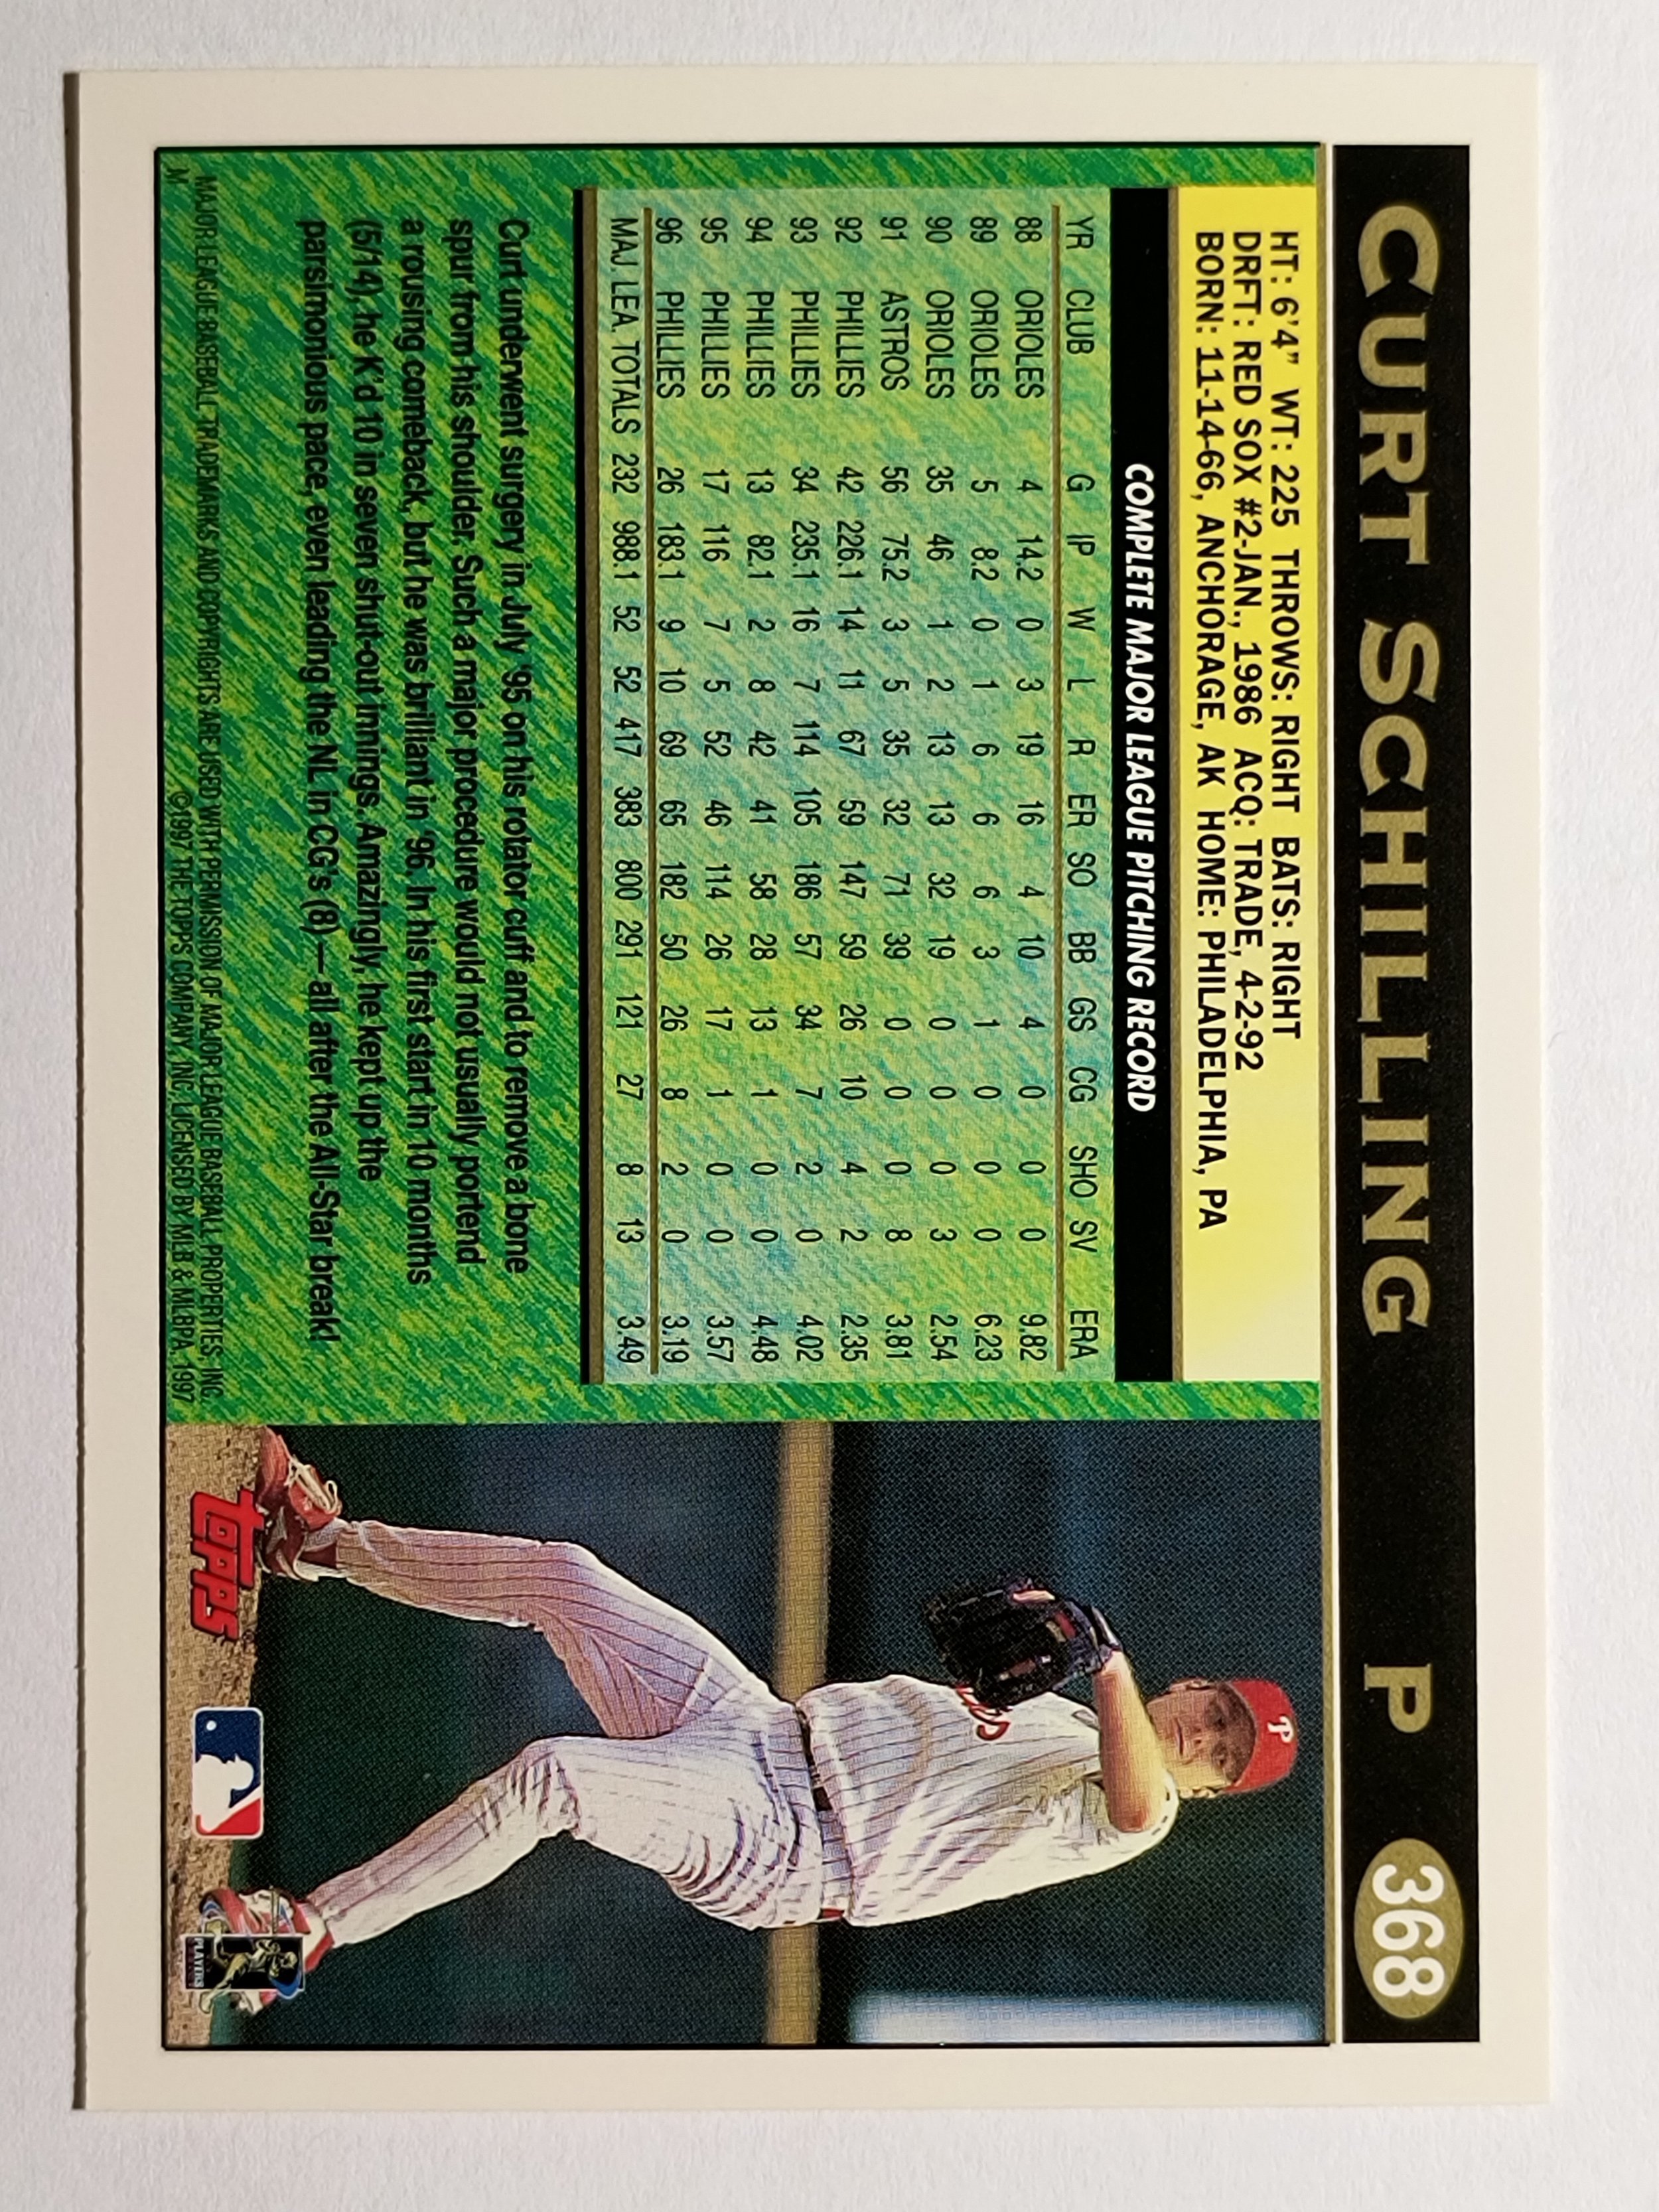 CURT SCHILLING P 368
HT: 6'4" WT: 225 THROWS: RIGHT BATS: RIGHT
DRFT: RED SOX #2-JAN., 1986 ACQ: TRADE, 4-2-92
BORN: 11-14-66, ANCHORAGE, AK HOME: PHILADELPHIA, PA
COMPLETE MAJOR LEAGUE PITCHING RECORD
YR CLUB G IP W L R ER SO BB GS CG SHO SV ERA
88 ORIOLES 4 14.2 0 3 19 16 4 10 4 0 0 0 9.82
89 ORIOLES 5 8.2 0 1 6 6 6 3 1 0 0 0 6.23
90 ORIOLES 35 46 1 2 13 13 32 19 0 0 0 3 2.54
91 ASTROS 56 75.2 3 5 35 32 71 39 0 0 0 8 3.81
92 PHILLIES 42 226.1 14 11 67 59 147 59 26 10 4 2 2.35
93 PHILLIES 34 235.1 16 7 114 105 186 57 34 7 2 0 4.02
94 PHILLIES 13 82.1 2 8 42 41 58 28 13 1 0 0 4.48
95 PHILLIES 17 116 7 5 52 46 114 26 17 1 0 0 3.57
96 PHILLIES 26 183.1 9 10 69 65 182 50 26 8 2 0 3.19
MAJ. LEA. TOTALS 232 988.1 52 52 417 383 800 291 121 27 8 13 3.49
Curt underwent surgery in July '95 on his rotator cuff and to remove a bone
spur from his shoulder. Such a major procedure would not usually portend
a rousing comeback, but he was brilliant in '96. In his first start in 10 months
(5/14), he K'd 10 in seven shut-out innings. Amazingly, he kept up the
parsimonious pace, even leading the NL in CG's (8)—all after the All-Star break!
MAJOR LEAGUE BASEBALL TRADEMARKS AND COPYRIGHTS ARE USED WITH PERMISSION OF MAJOR LEAGUE BASEBALL PROPERTIES, INC.
©1997 THE TOPPS COMPANY, INC. LICENSED BY MLB & MLBPA, 1997
TOPPS
P
PLAYERS